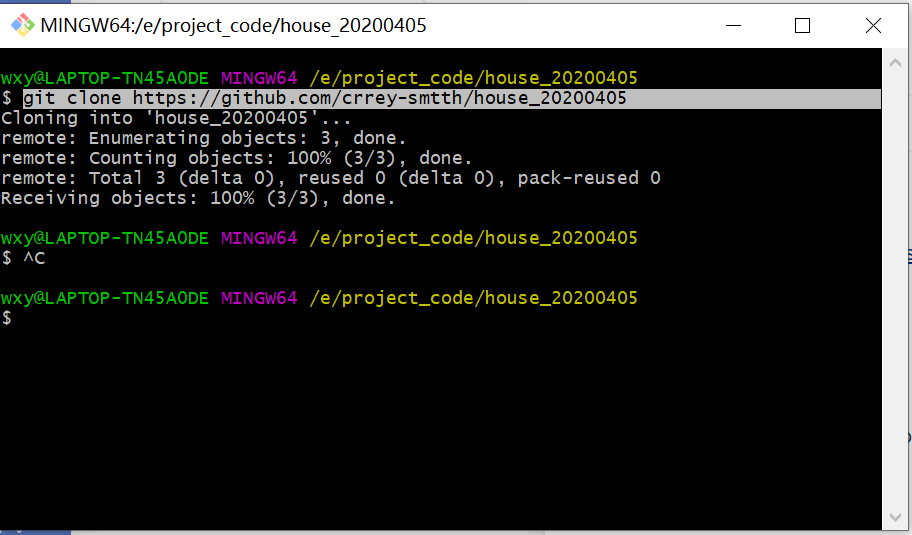 MINGW64:/e/project_code/house_20200405
wxy@LAPTOP-TN45AODE MINGW64 /e/project_code/house_20200405
$ git clone https://github.com/crrey-smtth/house_20200405
Cloning into 'house_20200405'...
remote: Enumerating objects: 3, done.
remote: Counting objects: 100% (3/3), done.
remote: Total 3 (delta 0), reused 0 (delta 0), pack-reused 0
Receiving objects: 100% (3/3), done.
wxy@LAPTOP-TN45AODE MINGW64 /e/project_code/house_20200405
$ ^C
wxy@LAPTOP-TN45AODE MINGW64 /e/project_code/house_20200405
$